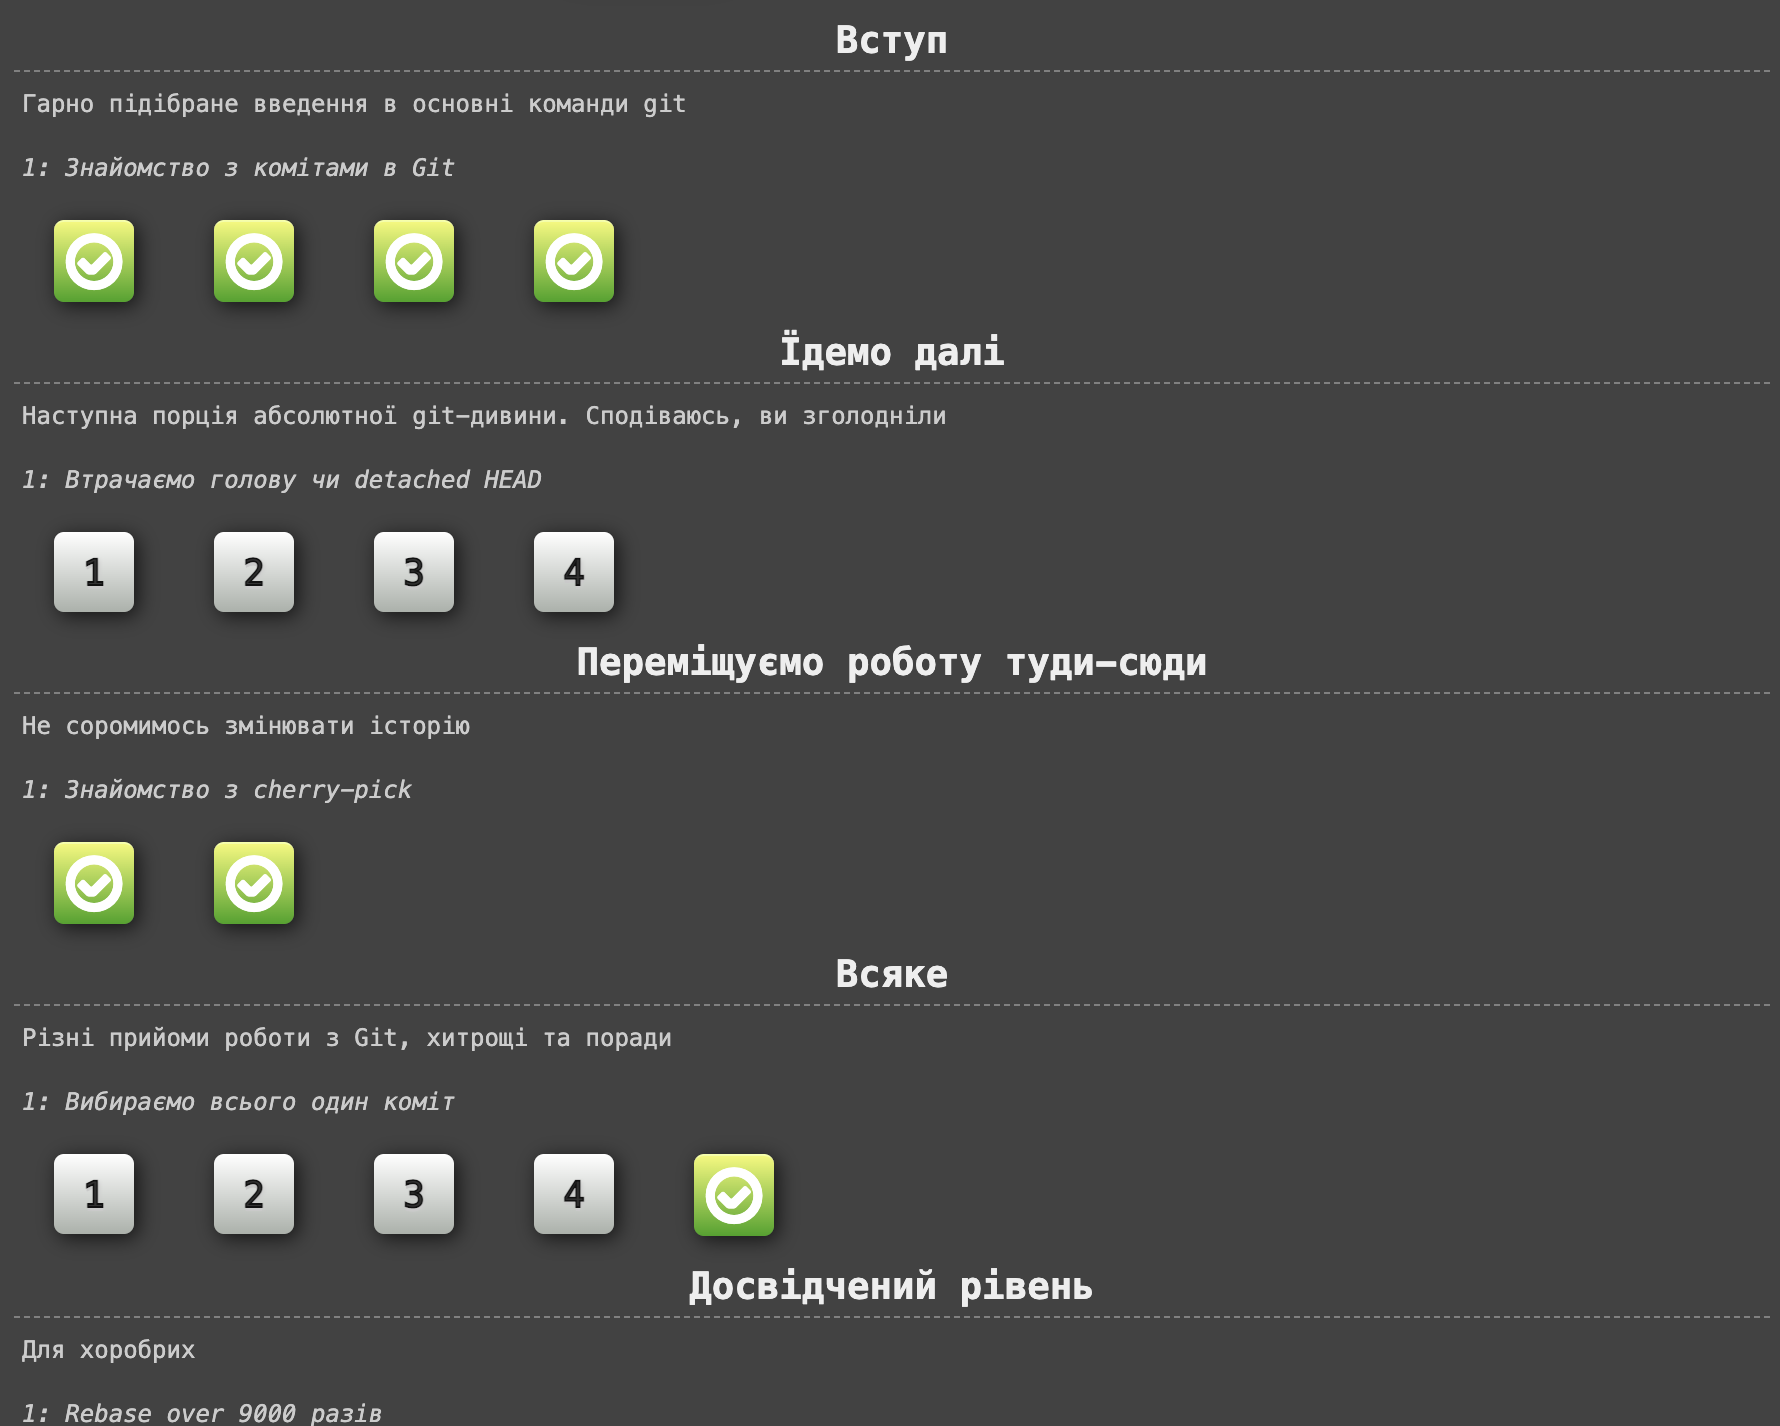 Вступ
Гарно підібране введення в основні команди git
1: Знайомство з комітами в Git
Їдемо далі
Наступна порція абсолютної git-дивини. Сподіваюсь, ви зголодніли
1: Втрачаємо голову чи detached HEAD
1 2 3 4
Переміщуємо роботу туди-сюди
Не соромимось змінювати історію
1: Знайомство з cherry-pick
Всяке
Різні прийоми роботи з Git, хитрощі та поради
1: Вибираємо всього один коміт
1 2 3 4
Досвідчений рівень
Для хоробрих
1: Rebase over 9000 разів